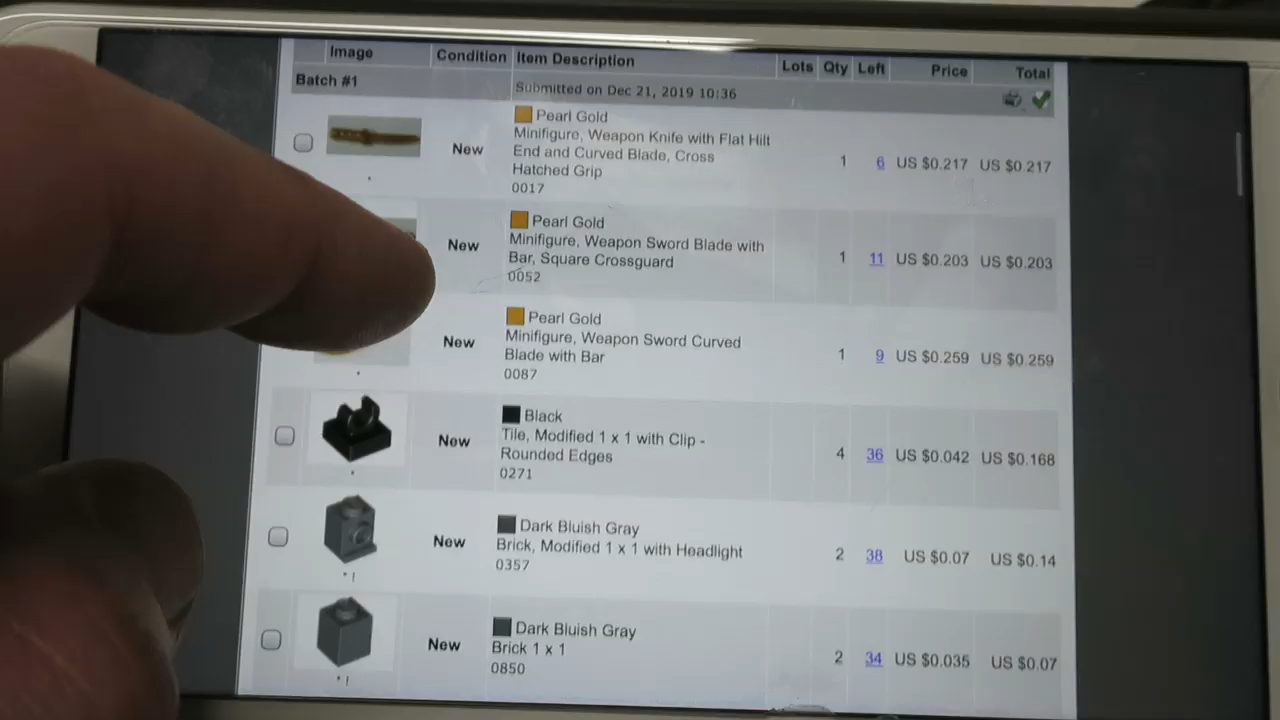 Image Condition Item Description Lots Qty Left Price Total
Batch #1 Submitted on Dec 21, 2019 10:36
Pearl Gold
Minifigure, Weapon Knife with Flat Hilt
End and Curved Blade, Cross
Hatched Grip
0017
New 1 6 US $0.217 US $0.217
Pearl Gold
Minifigure, Weapon Sword Blade with
Bar, Square Crossguard
0052
New 1 11 US $0.203 US $0.203
Pearl Gold
Minifigure, Weapon Sword Curved
Blade with Bar
0087
New 1 9 US $0.259 US $0.259
Black
Tile, Modified 1 x 1 with Clip -
Rounded Edges
0271
New 4 36 US $0.042 US $0.168
Dark Bluish Gray
Brick, Modified 1 x 1 with Headlight
0357
New 2 38 US $0.07 US $0.14
* !
Dark Bluish Gray
Brick 1 x 1
0850
New 2 34 US $0.035 US $0.07
* !